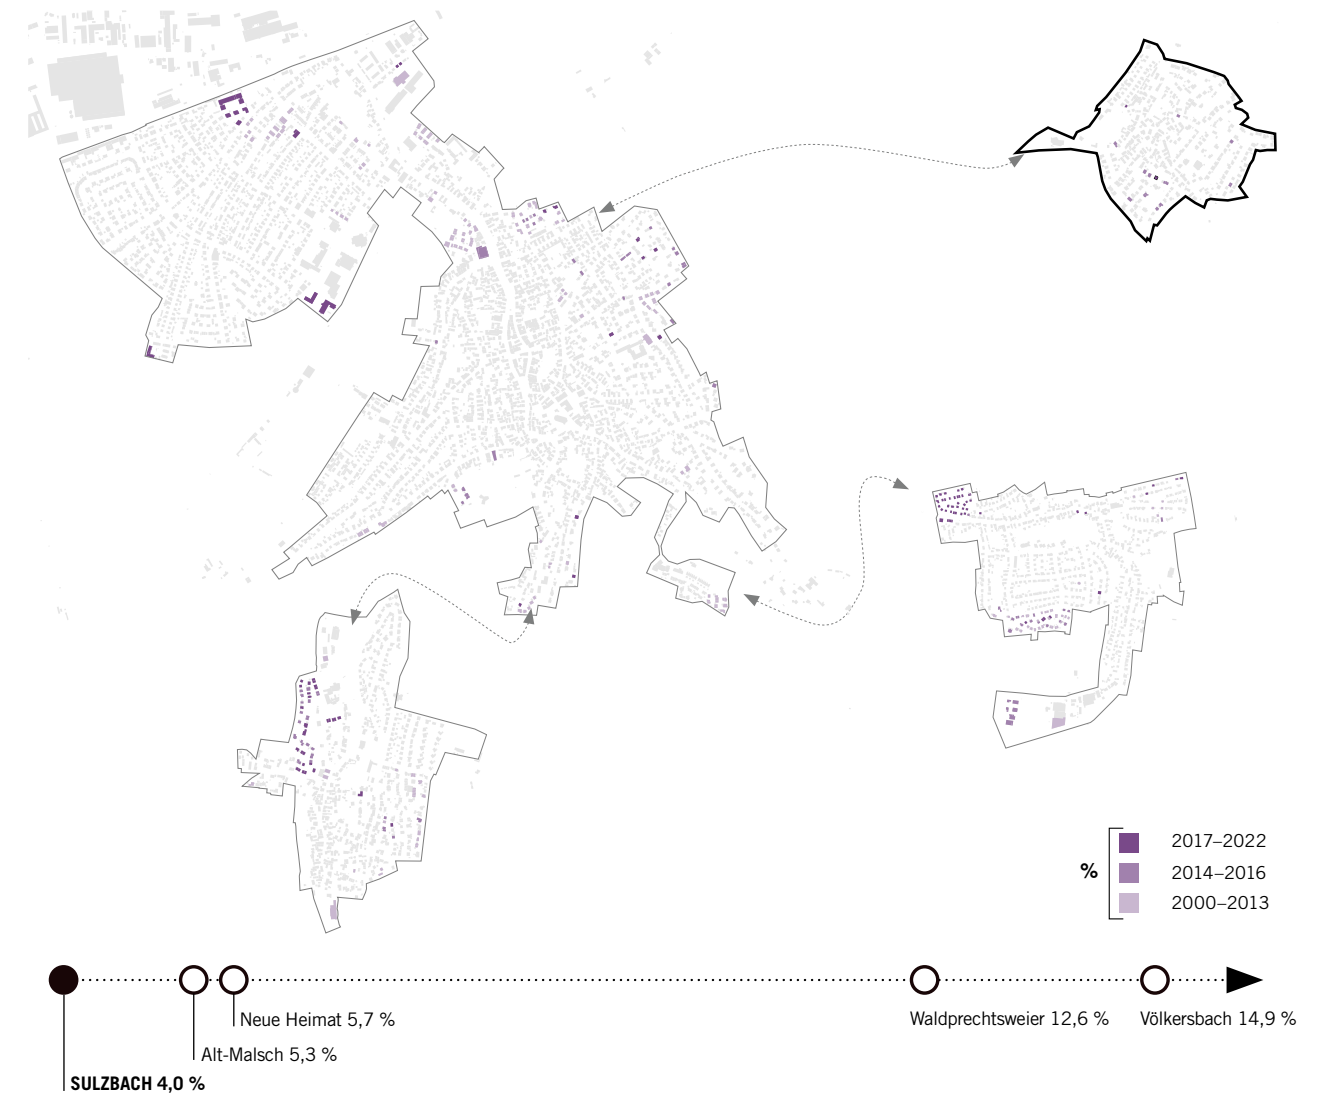 2017–2022
% 2014–2016
2000–2013
Neue Heimat 5,7 %
Waldprechtsweier 12,6 %
Völkersbach 14,9 %
Alt-Malsch 5,3 %
SULZBACH 4,0 %